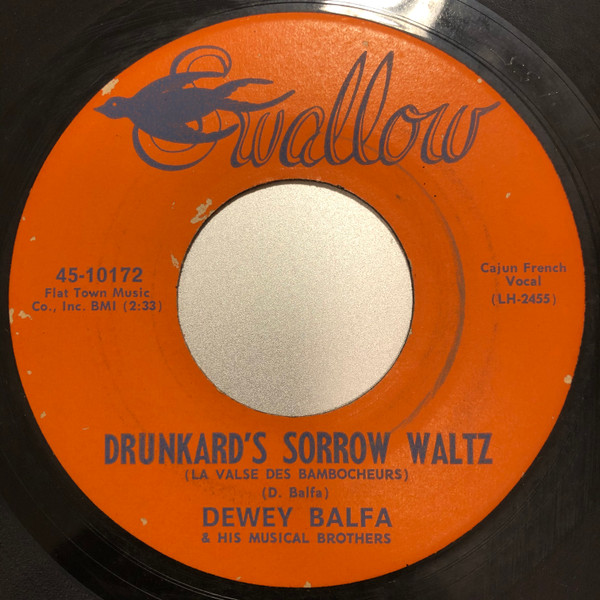 Swallow
45-10172
Flat Town Music
Co., Inc. BMI (2:33)
Cajun French
Vocal
(LH-2455)
DRUNKARD'S SORROW WALTZ
(LA VALSE DES BAMBOCHEURS)
(D. Balfa)
DEWEY BALFA
& HIS MUSICAL BROTHERS